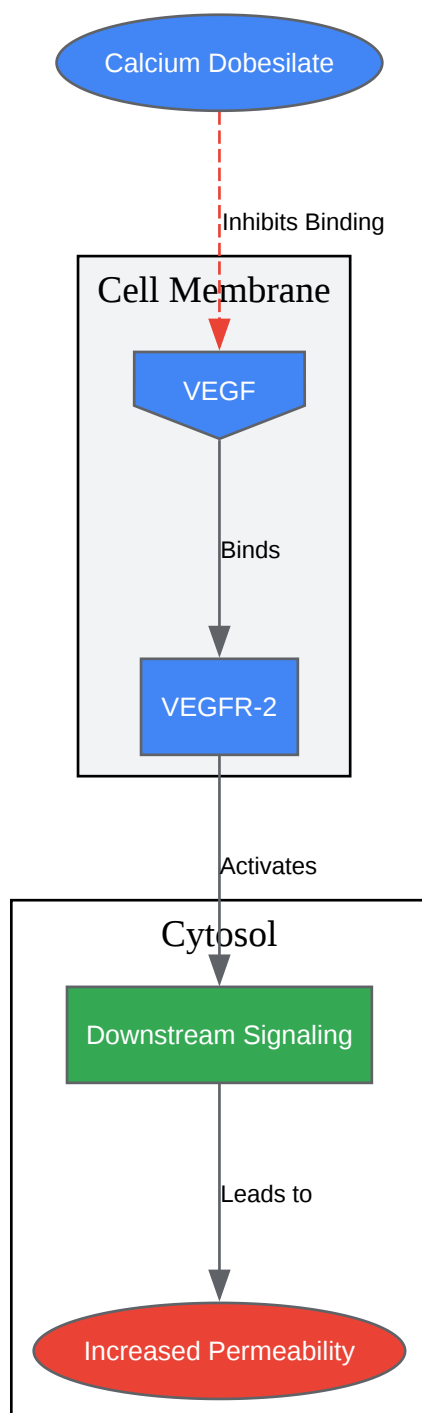 Calcium Dobesilate
Inhibits Binding
Cell Membrane
VEGF
Binds
VEGFR-2
Activates
Cytosol
Downstream Signaling
Leads to
Increased Permeability